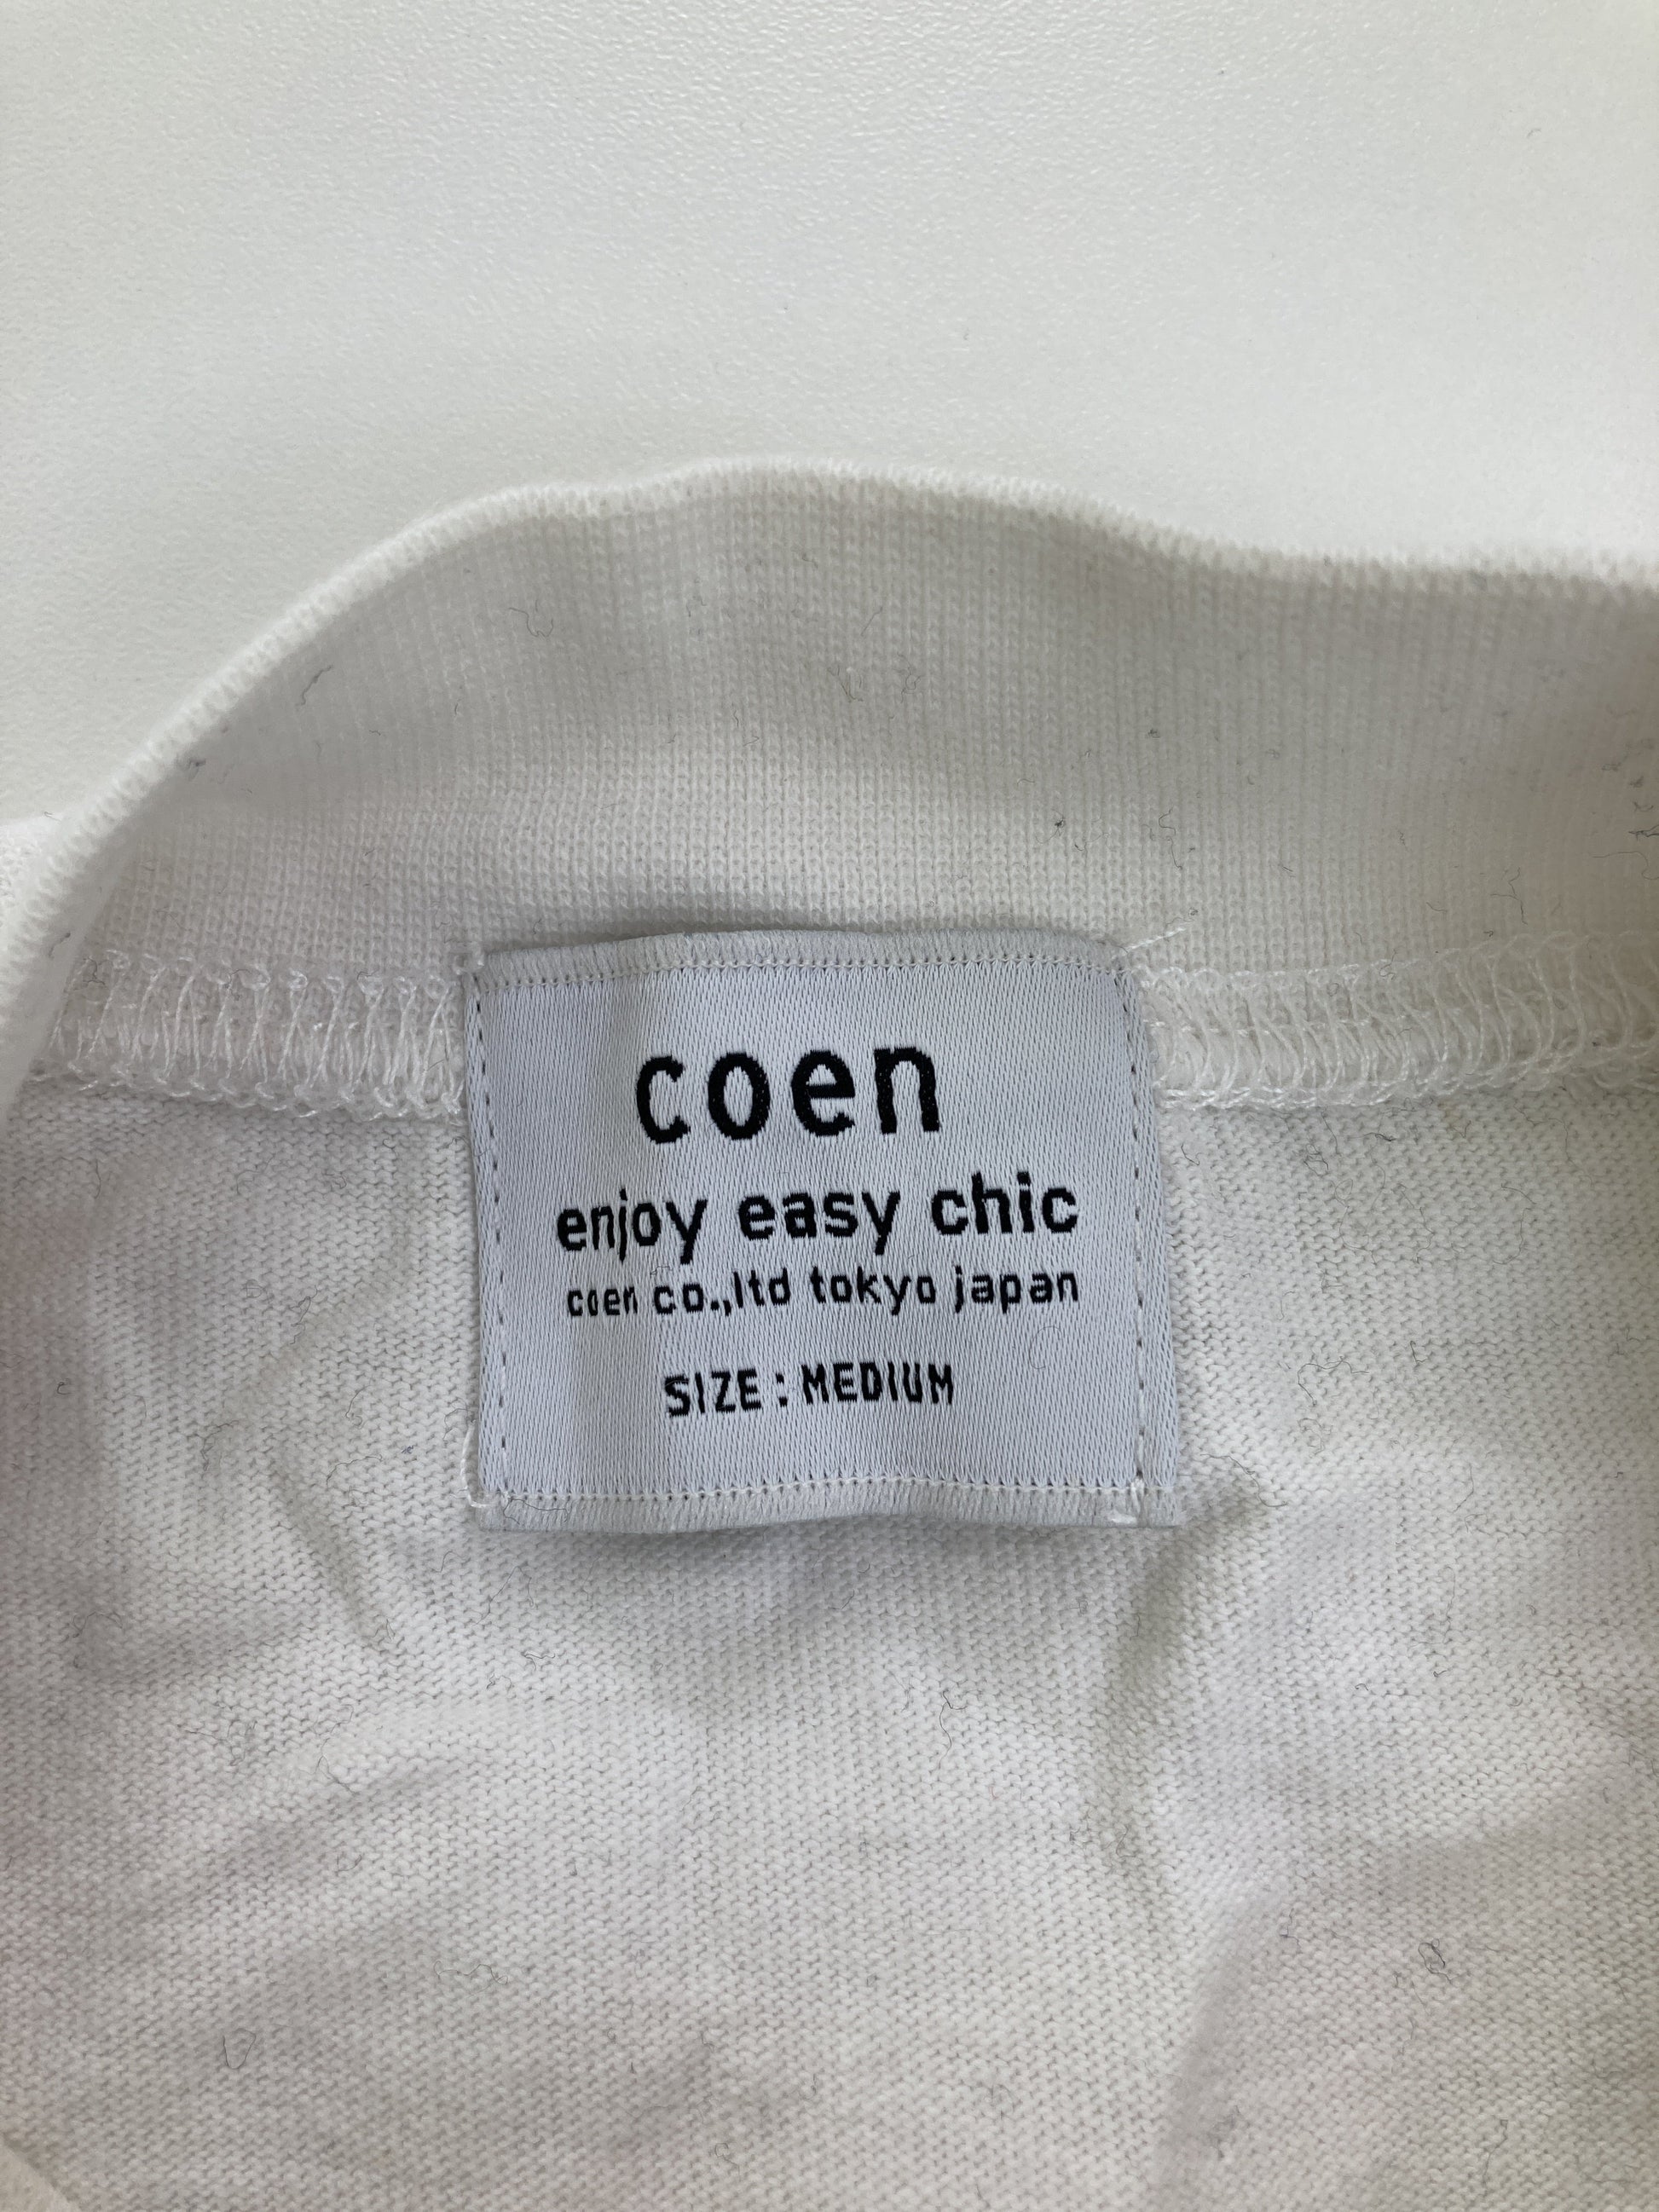 coen
enjoy easy chic
coen co.,ltd tokyo japan
SIZE : MEDIUM